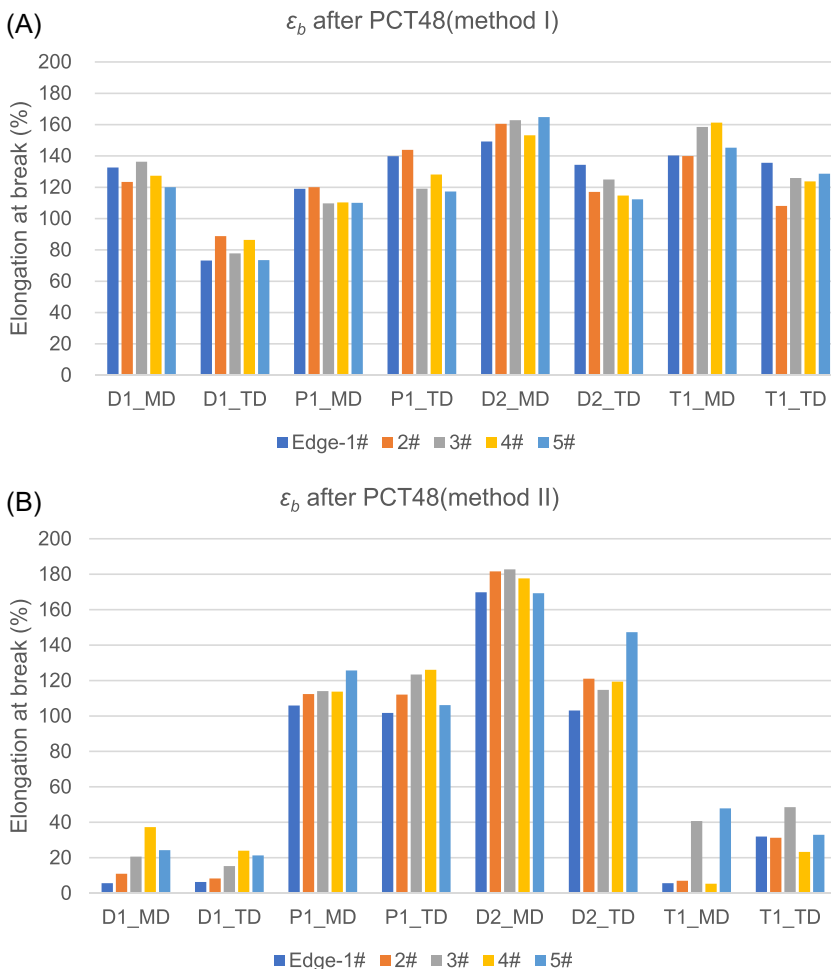 (A)
εb after PCT48(method I)
Elongation at break (%)
200
180
160
140
120
100
80
60
40
20
0
D1_MD D1_TD P1_MD P1_TD D2_MD D2_TD T1_MD T1_TD
Edge-1# 2# 3# 4# 5#
(B)
εb after PCT48(method II)
Elongation at break (%)
200
180
160
140
120
100
80
60
40
20
0
D1_MD D1_TD P1_MD P1_TD D2_MD D2_TD T1_MD T1_TD
Edge-1# 2# 3# 4# 5#